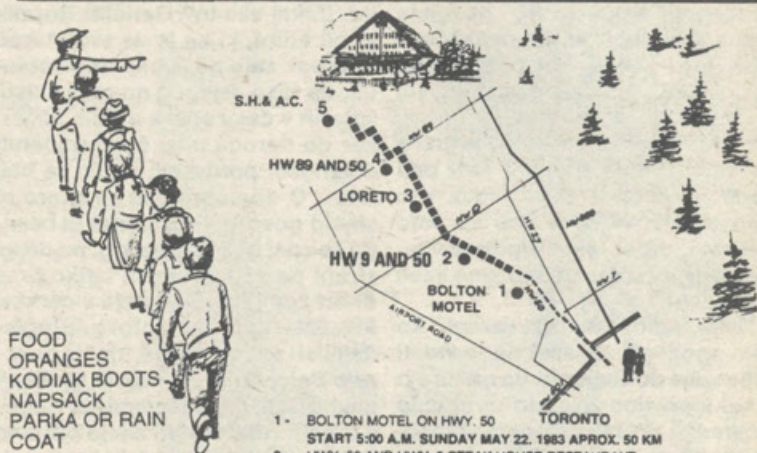 S.H.& A.C. 5
HW 89 AND 50 4
LORETO 3
HW 9 AND 50 2
BOLTON 1
MOTEL
AIRPORT ROAD
FOOD
ORANGES
KODIAK BOOTS
NAPSACK
PARKA OR RAIN
COAT
TORONTO
1 - BOLTON MOTEL ON HWY. 50
START 5:00 A.M. SUNDAY MAY 22. 1983 APROX. 50 KM